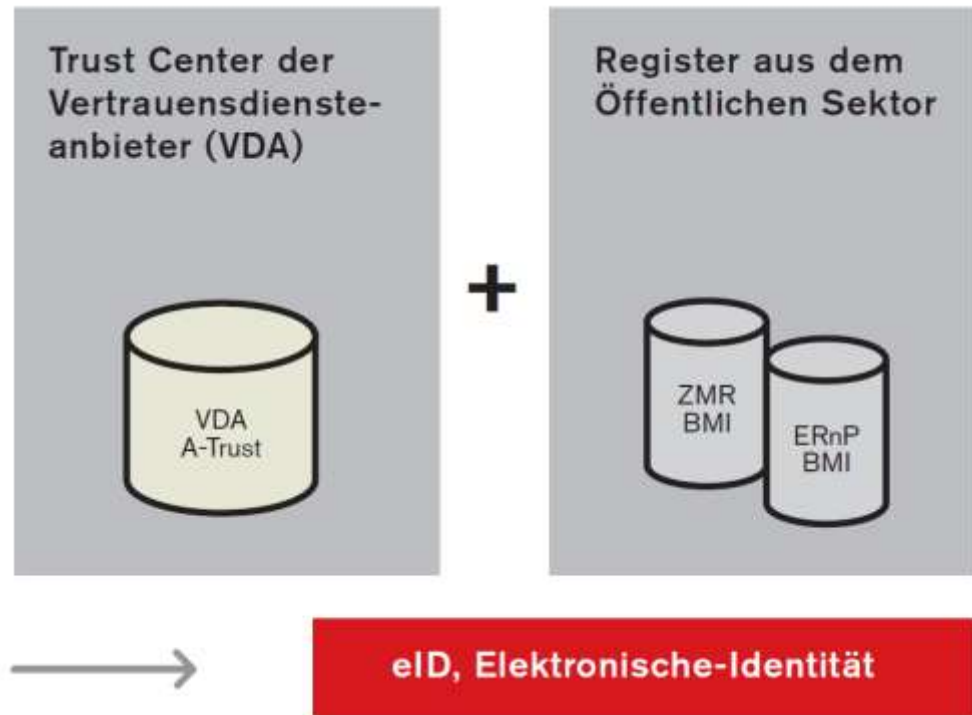 Trust Center der
Vertrauensdienste-
anbieter (VDA)
VDA
A-Trust
+
Register aus dem
Öffentlichen Sektor
ZMR
BMI
ERnP
BMI
eID, Elektronische-Identität